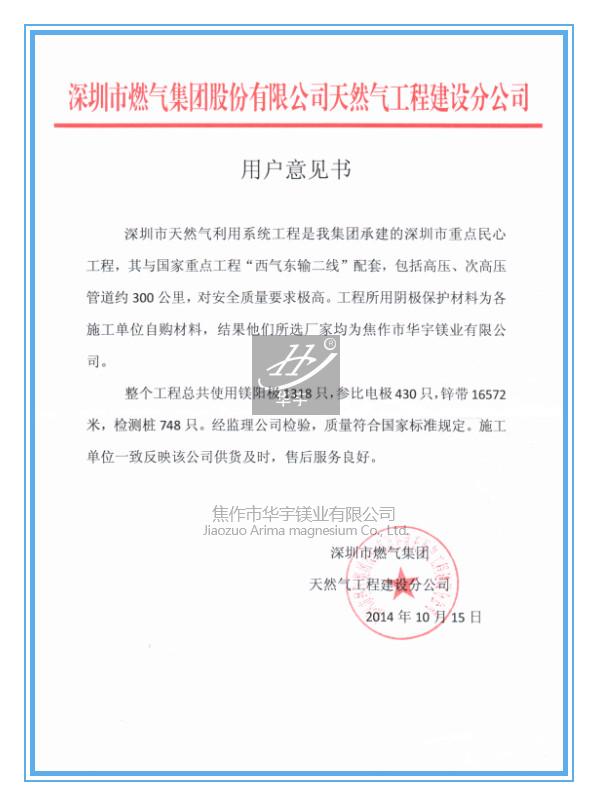 深圳市燃气集团股份有限公司天然气工程建设分公司
用户意见书
深圳市天然气利用系统工程是我集团承建的深圳市重点民心
工程，其与国家重点工程“西气东输二线”配套，包括高压、次高压
管道约 300 公里，对安全质量要求极高。工程所用阴极保护材料为各
施工单位自购材料，结果他们所选厂家均为焦作市华宇镁业有限公
司。
华宇
®
整个工程总共使用镁阳极 1318 只，参比电极 430 只，锌带 16572
米，检测桩 748 只。经监理公司检验，质量符合国家标准规定。施工
单位一致反映该公司供货及时，售后服务良好。
焦作市华宇镁业有限公司
Jiaozuo Arima magnesium Co., Ltd.
深圳市燃气集团
天然气工程建设分公司
2014 年 10 月 15 日